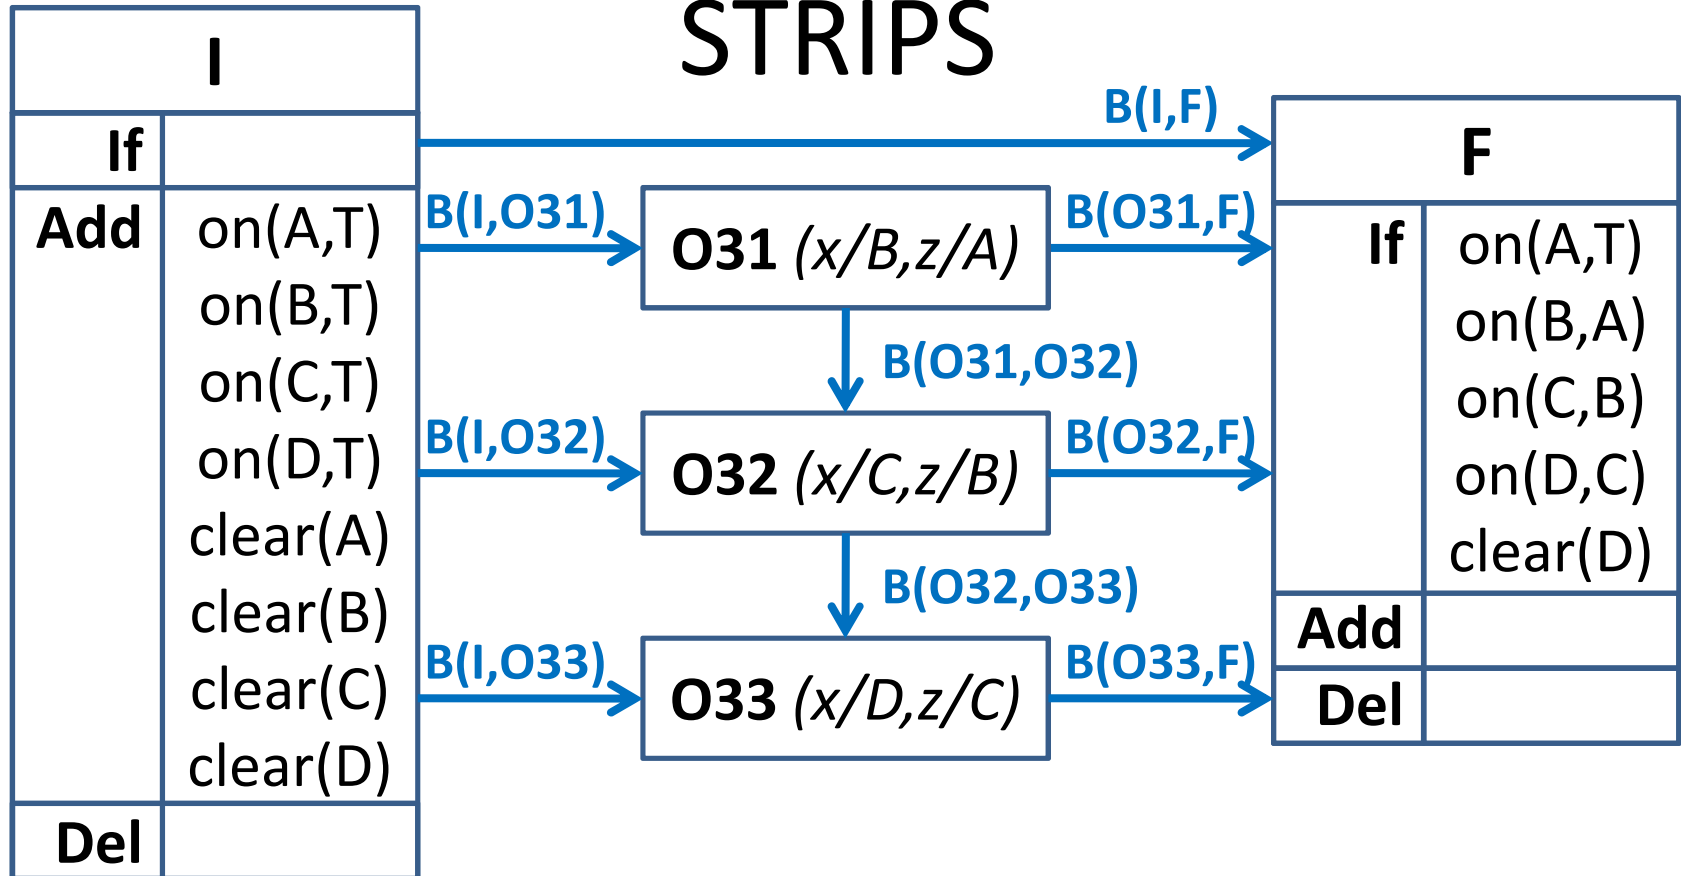 STRIPS
I
If
Add
on(A,T)
on(B,T)
on(C,T)
on(D,T)
clear(A)
clear(B)
clear(C)
clear(D)
Del
B(I,F)
B(I,O31)
O31 (x/B,z/A)
B(O31,F)
B(O31,O32)
B(I,O32)
O32 (x/C,z/B)
B(O32,F)
B(O32,O33)
B(I,O33)
O33 (x/D,z/C)
B(O33,F)
F
If
on(A,T)
on(B,A)
on(C,B)
on(D,C)
clear(D)
Add
Del